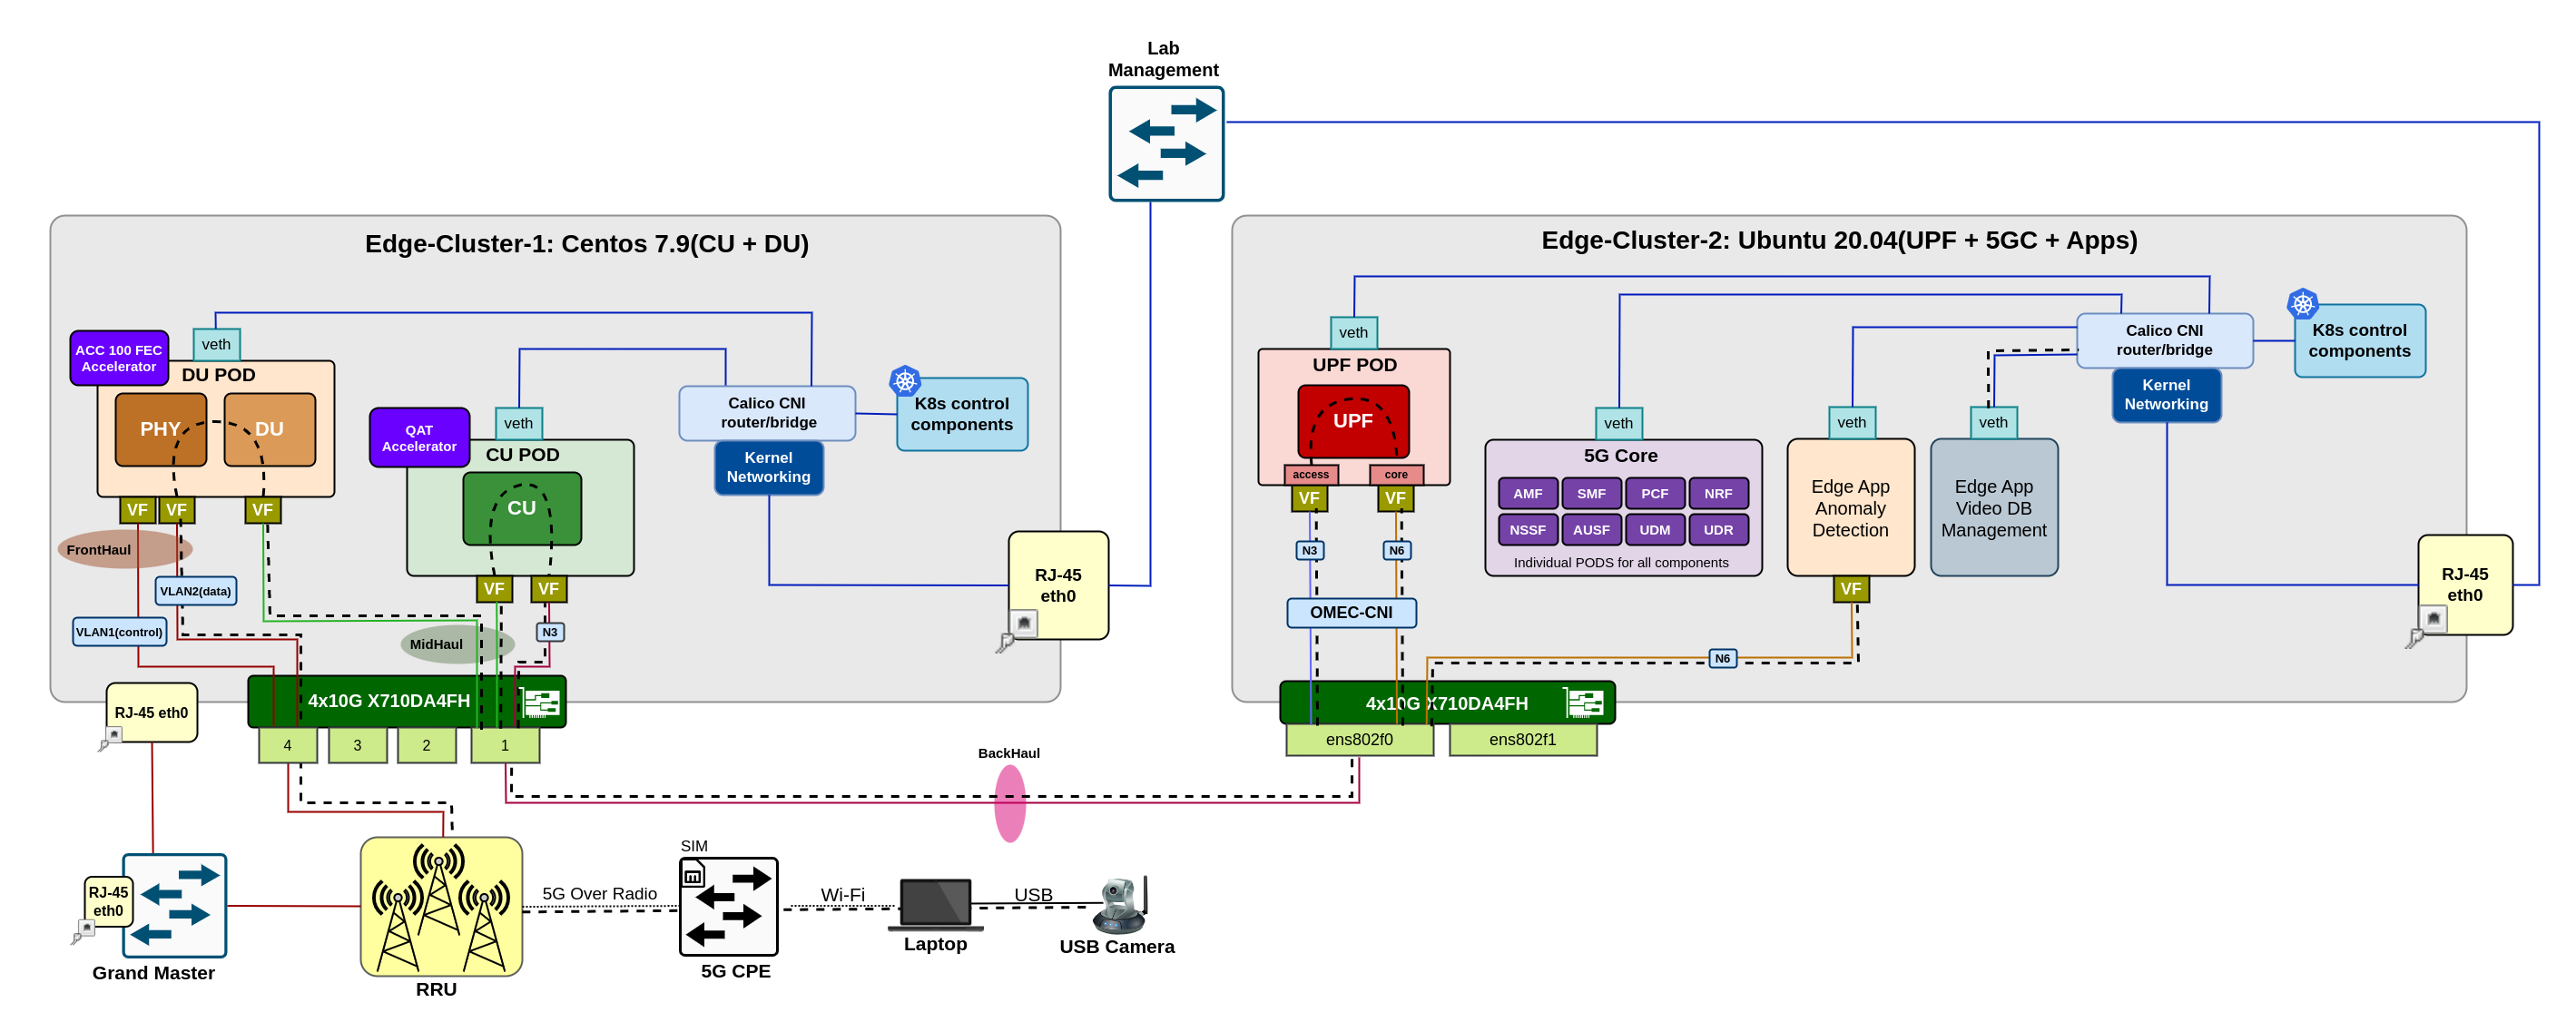 Lab
Management
Edge-Cluster-1: Centos 7.9(CU + DU)
ACC 100 FEC
Accelerator
veth
DU POD
PHY
DU
VF
VF
VF
FrontHaul
VLAN2(data)
VLAN1(control)
QAT
Accelerator
veth
CU POD
CU
VF
VF
N3
MidHaul
Calico CNI
router/bridge
Kernel
Networking
K8s control
components
RJ-45
eth0
RJ-45 eth0
4x10G X710DA4FH
4
3
2
1
Edge-Cluster-2: Ubuntu 20.04(UPF + 5GC + Apps)
veth
UPF POD
UPF
access
core
VF
VF
N3
N6
OMEC-CNI
veth
5G Core
AMF
SMF
PCF
NRF
NSSF
AUSF
UDM
UDR
Individual PODS for all components
veth
Edge App
Anomaly
Detection
VF
N6
veth
Edge App
Video DB
Management
Calico CNI
router/bridge
Kernel
Networking
K8s control
components
RJ-45
eth0
4x10G X710DA4FH
ens802f0
ens802f1
BackHaul
RJ-45
eth0
Grand Master
RRU
5G Over Radio
SIM
5G CPE
Wi-Fi
Laptop
USB
USB Camera